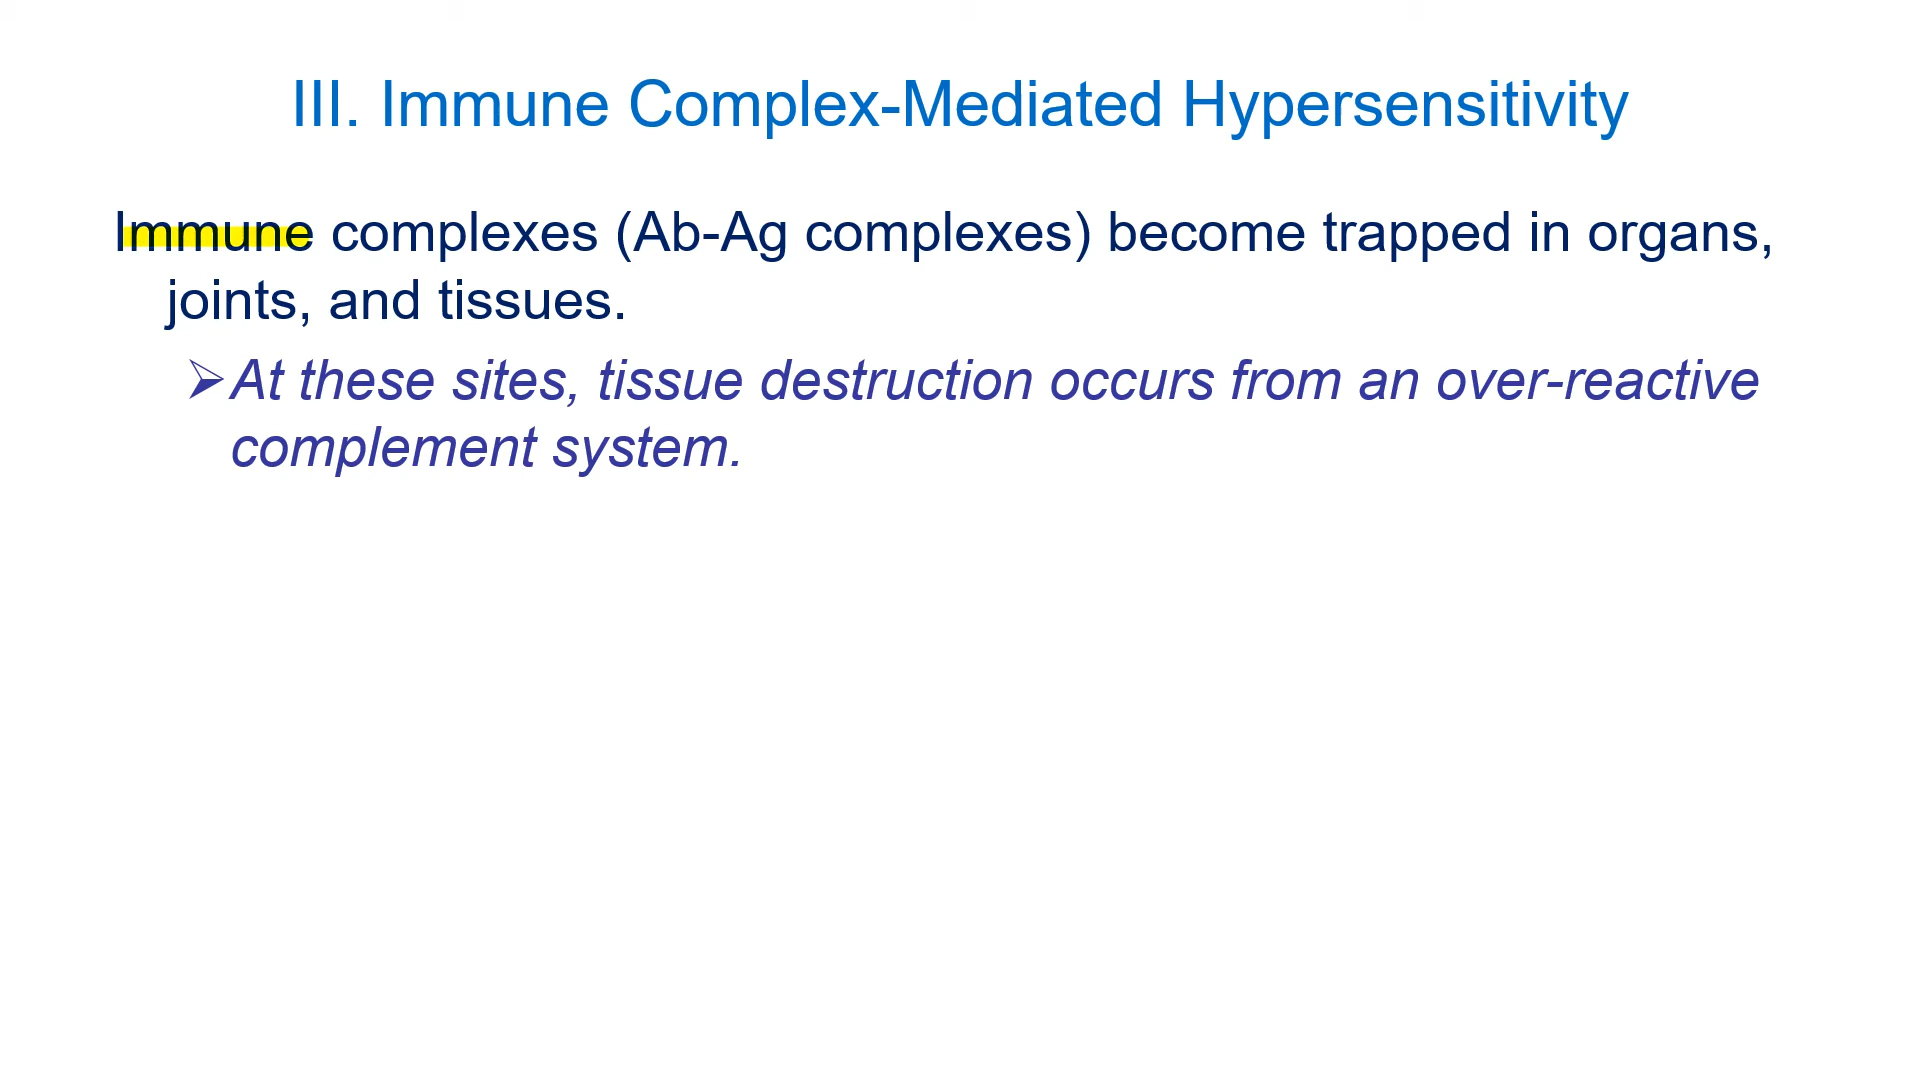 III. Immune Complex-Mediated Hypersensitivity
Immune complexes (Ab-Ag complexes) become trapped in organs,
joints, and tissues.
➢At these sites, tissue destruction occurs from an over-reactive
complement system.